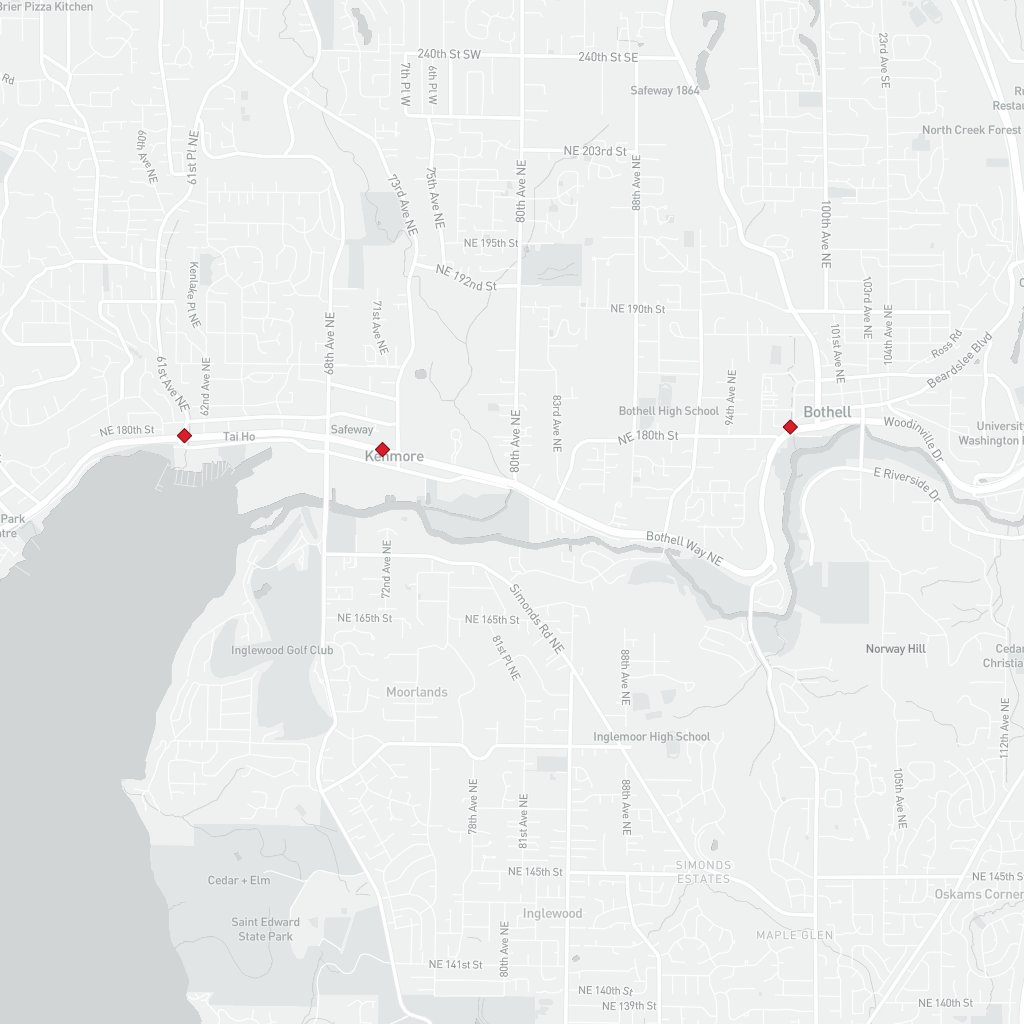 Brier Pizza Kitchen
240th St SW
240th St SE
23rd Ave SE
7th Pl W
6th Pl W
Rd
Safeway 1864
North Creek Forest
60th Ave NE
61st Pl NE
NE 203rd St
73rd Ave NE
75th Ave NE
80th Ave NE
88th Ave NE
100th Ave NE
NE 195th St
NE 192nd St
Kenlake Pl NE
71st Ave NE
68th Ave NE
NE 190th St
103rd Ave NE
104th Ave NE
101st Ave NE
Ross Rd
Beardslee Blvd
61st Ave NE
62nd Ave NE
94th Ave NE
83rd Ave NE
80th Ave NE
Bothell High School
Bothell
NE 180th St
Tai Ho
Safeway
Kenmore
NE 180th St
Woodinville Dr
University
Washington
E Riverside Dr
Park
ntre
Bothell Way NE
72nd Ave NE
Simonds Rd NE
NE 165th St
NE 165th St
81st Pl NE
Inglewood Golf Club
88th Ave NE
Norway Hill
Cedar
Christia
Moorlands
112th Ave NE
Inglemoor High School
78th Ave NE
81st Ave NE
88th Ave NE
105th Ave NE
Cedar + Elm
NE 145th St
SIMONDS
ESTATES
NE 145th S
Oskams Corner
Saint Edward
State Park
Inglewood
MAPLE GLEN
80th Ave NE
NE 141st St
NE 140th St
NE 139th St
NE 140th St